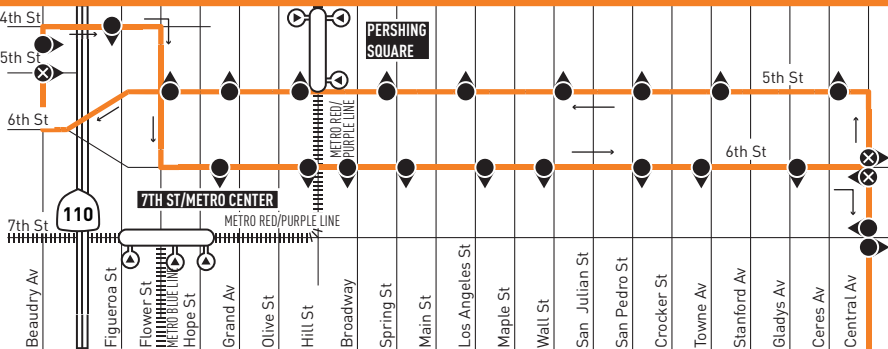 4th St
PERSHING
SQUARE
5th St
5th St
METRO RED/
PURPLE LINE
6th St
6th St
7TH ST/METRO CENTER
110
METRO RED/PURPLE LINE
7th St
METRO BLUE LINE
Beaudry Av
Figueroa St
Flower St
Hope St
Grand Av
Olive St
Hill St
Broadway
Spring St
Main St
Los Angeles St
Maple St
Wall St
San Julian St
San Pedro St
Crocker St
Towne Av
Stanford Av
Gladys Av
Ceres Av
Central Av